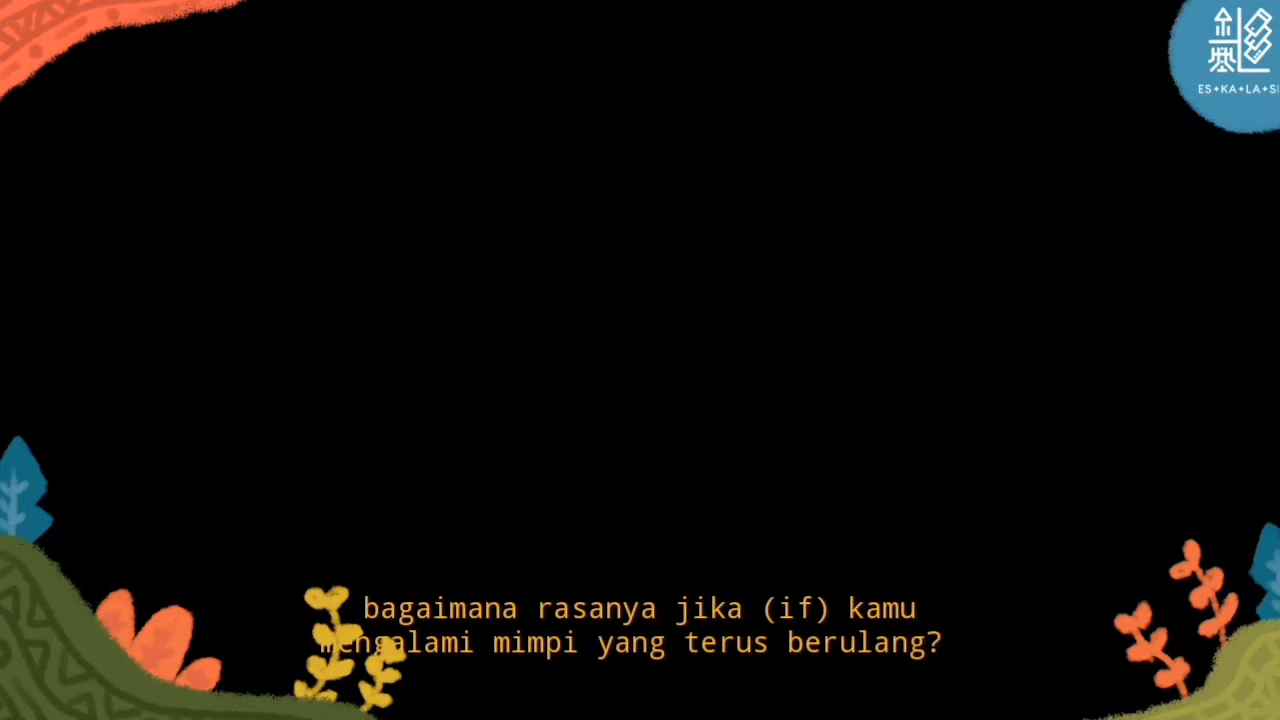 ES+KA+LA+SI
bagaimana rasanya jika (if) kamu
mengalami mimpi yang terus berulang?